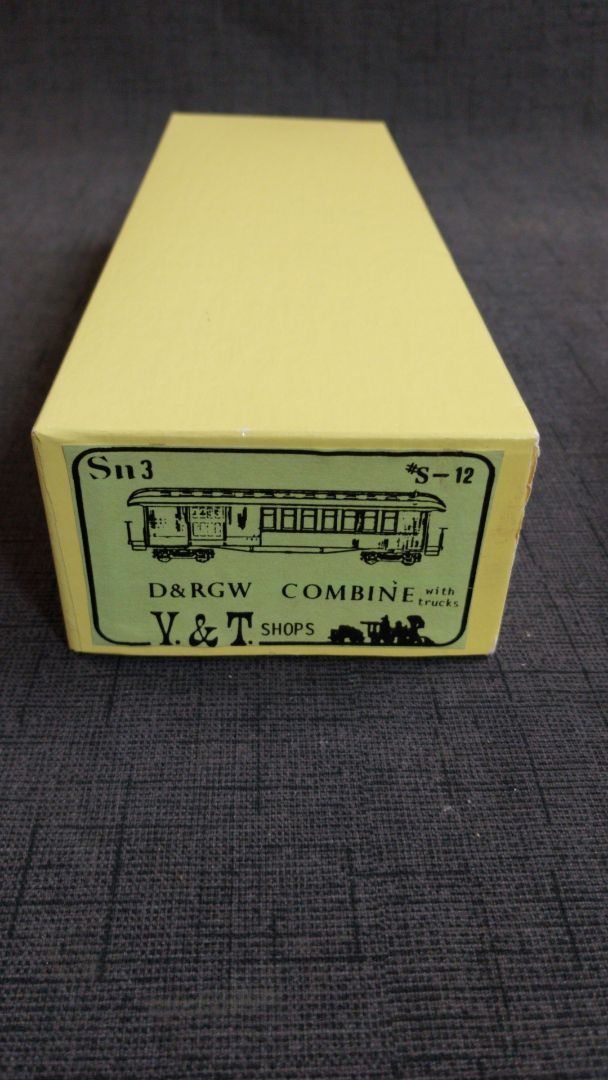 Sn3 #S-12
D&RGW COMBINE with trucks
V. & T. SHOPS